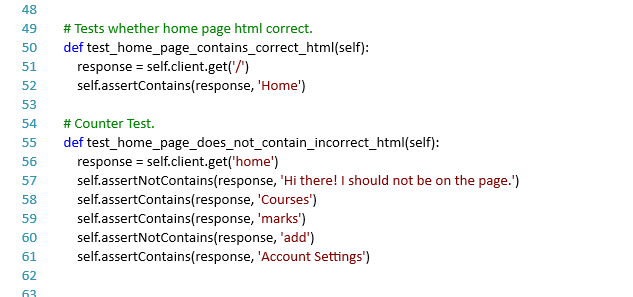 48
49 # Tests whether home page html correct.
50 def test_home_page_contains_correct_html(self):
51 response = self.client.get('/')
52 self.assertContains(response, 'Home')
53
54 # Counter Test.
55 def test_home_page_does_not_contain_incorrect_html(self):
56 response = self.client.get('home')
57 self.assertNotContains(response, 'Hi there! I should not be on the page.')
58 self.assertContains(response, 'Courses')
59 self.assertContains(response, 'marks')
60 self.assertNotContains(response, 'add')
61 self.assertContains(response, 'Account Settings')
62
63